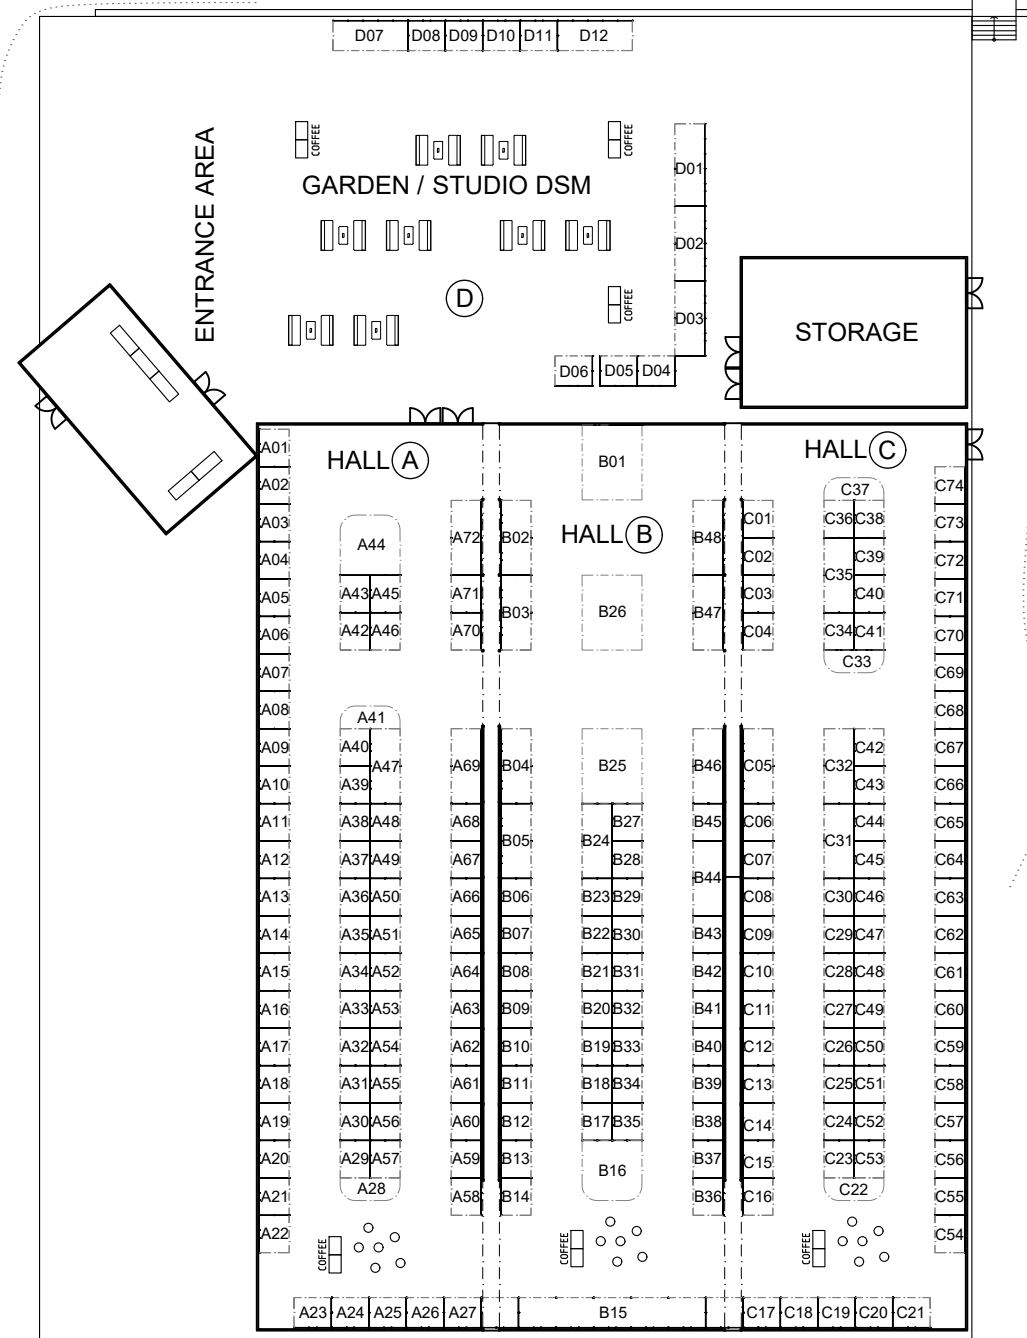 D07 D08 D09 D10 D11 D12
COFFEE
COFFEE
ENTRANCE AREA
GARDEN / STUDIO DSM
D01
D02
D
COFFEE
D03
STORAGE
D06 D05 D04
HALL A
HALL B
HALL C
A01
A02
A03
A04
A05
A06
A07
A08
A09
A10
A11
A12
A13
A14
A15
A16
A17
A18
A19
A20
A21
A22
A44
A43 A45
A42 A46
A41
A40
A47
A39
A38 A48
A37 A49
A36 A50
A35 A51
A34 A52
A33 A53
A32 A54
A31 A55
A30 A56
A29 A57
A28
A72
A71
A70
A69
A68
A67
A66
A65
A64
A63
A62
A61
A60
A59
A58
COFFEE
A23 A24 A25 A26 A27
B01
B02
B03
B04
B05
B06
B07
B08
B09
B10
B11
B12
B13
B14
B26
B25
B27
B24
B28
B23 B29
B22 B30
B21 B31
B20 B32
B19 B33
B18 B34
B17 B35
B16
B48
B47
B46
B45
B44
B43
B42
B41
B40
B39
B38
B37
B36
COFFEE
B15
C01
C02
C03
C04
C05
C06
C07
C08
C09
C10
C11
C12
C13
C14
C15
C16
C37
C36 C38
C39
C35
C40
C34 C41
C33
C42
C32
C43
C44
C31
C45
C30 C46
C29 C47
C28 C48
C27 C49
C26 C50
C25 C51
C24 C52
C23 C53
C22
C74
C73
C72
C71
C70
C69
C68
C67
C66
C65
C64
C63
C62
C61
C60
C59
C58
C57
C56
C55
C54
COFFEE
C17 C18 C19 C20 C21